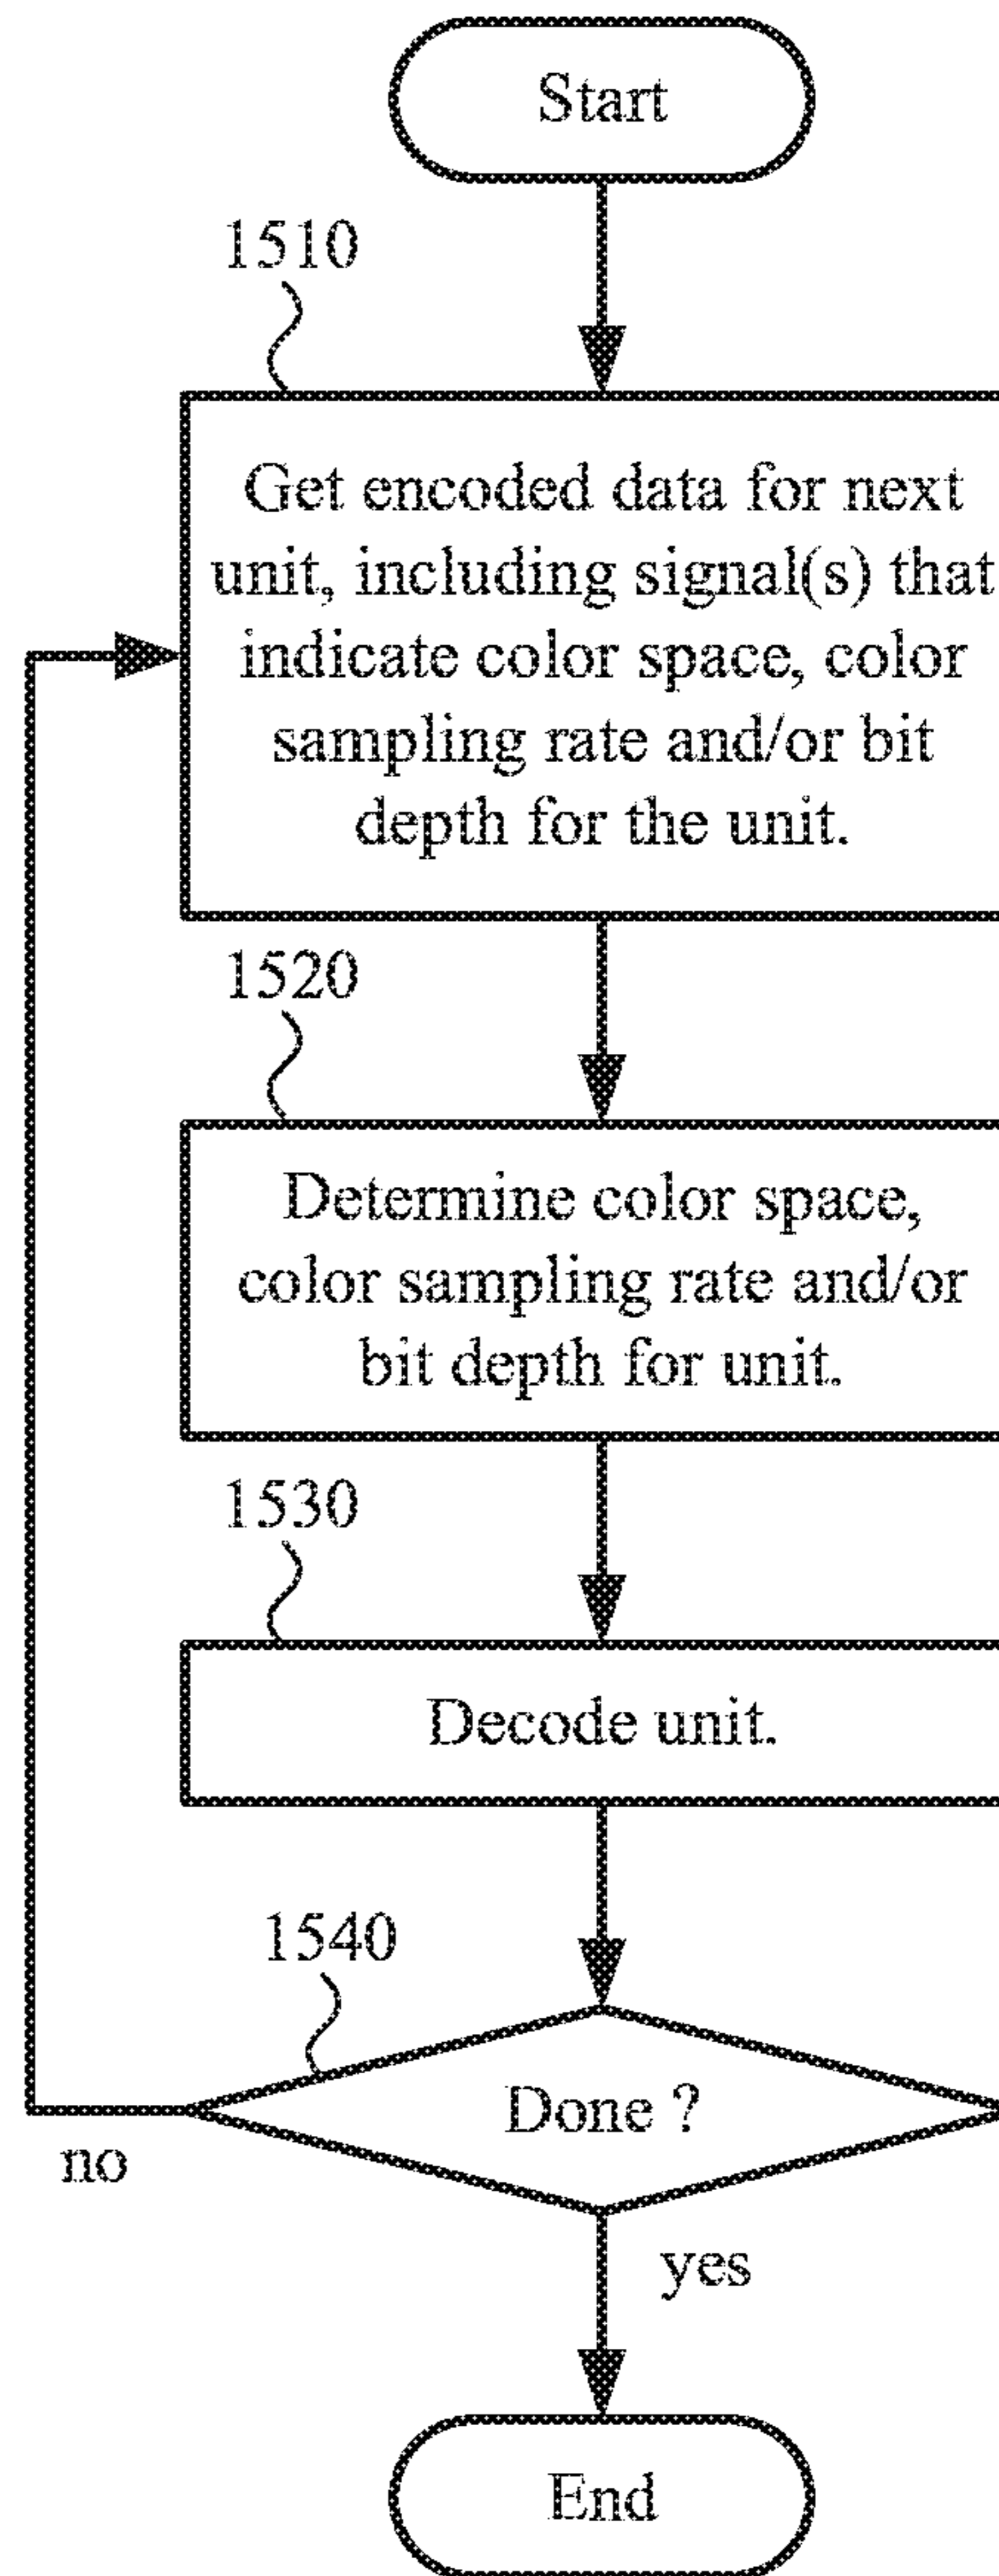 Start
1510
Get encoded data for next
unit, including signal(s) that
indicate color space, color
sampling rate and/or bit
depth for the unit.
1520
Determine color space,
color sampling rate and/or
bit depth for unit.
1530
Decode unit.
1540
Done ?
no
yes
End